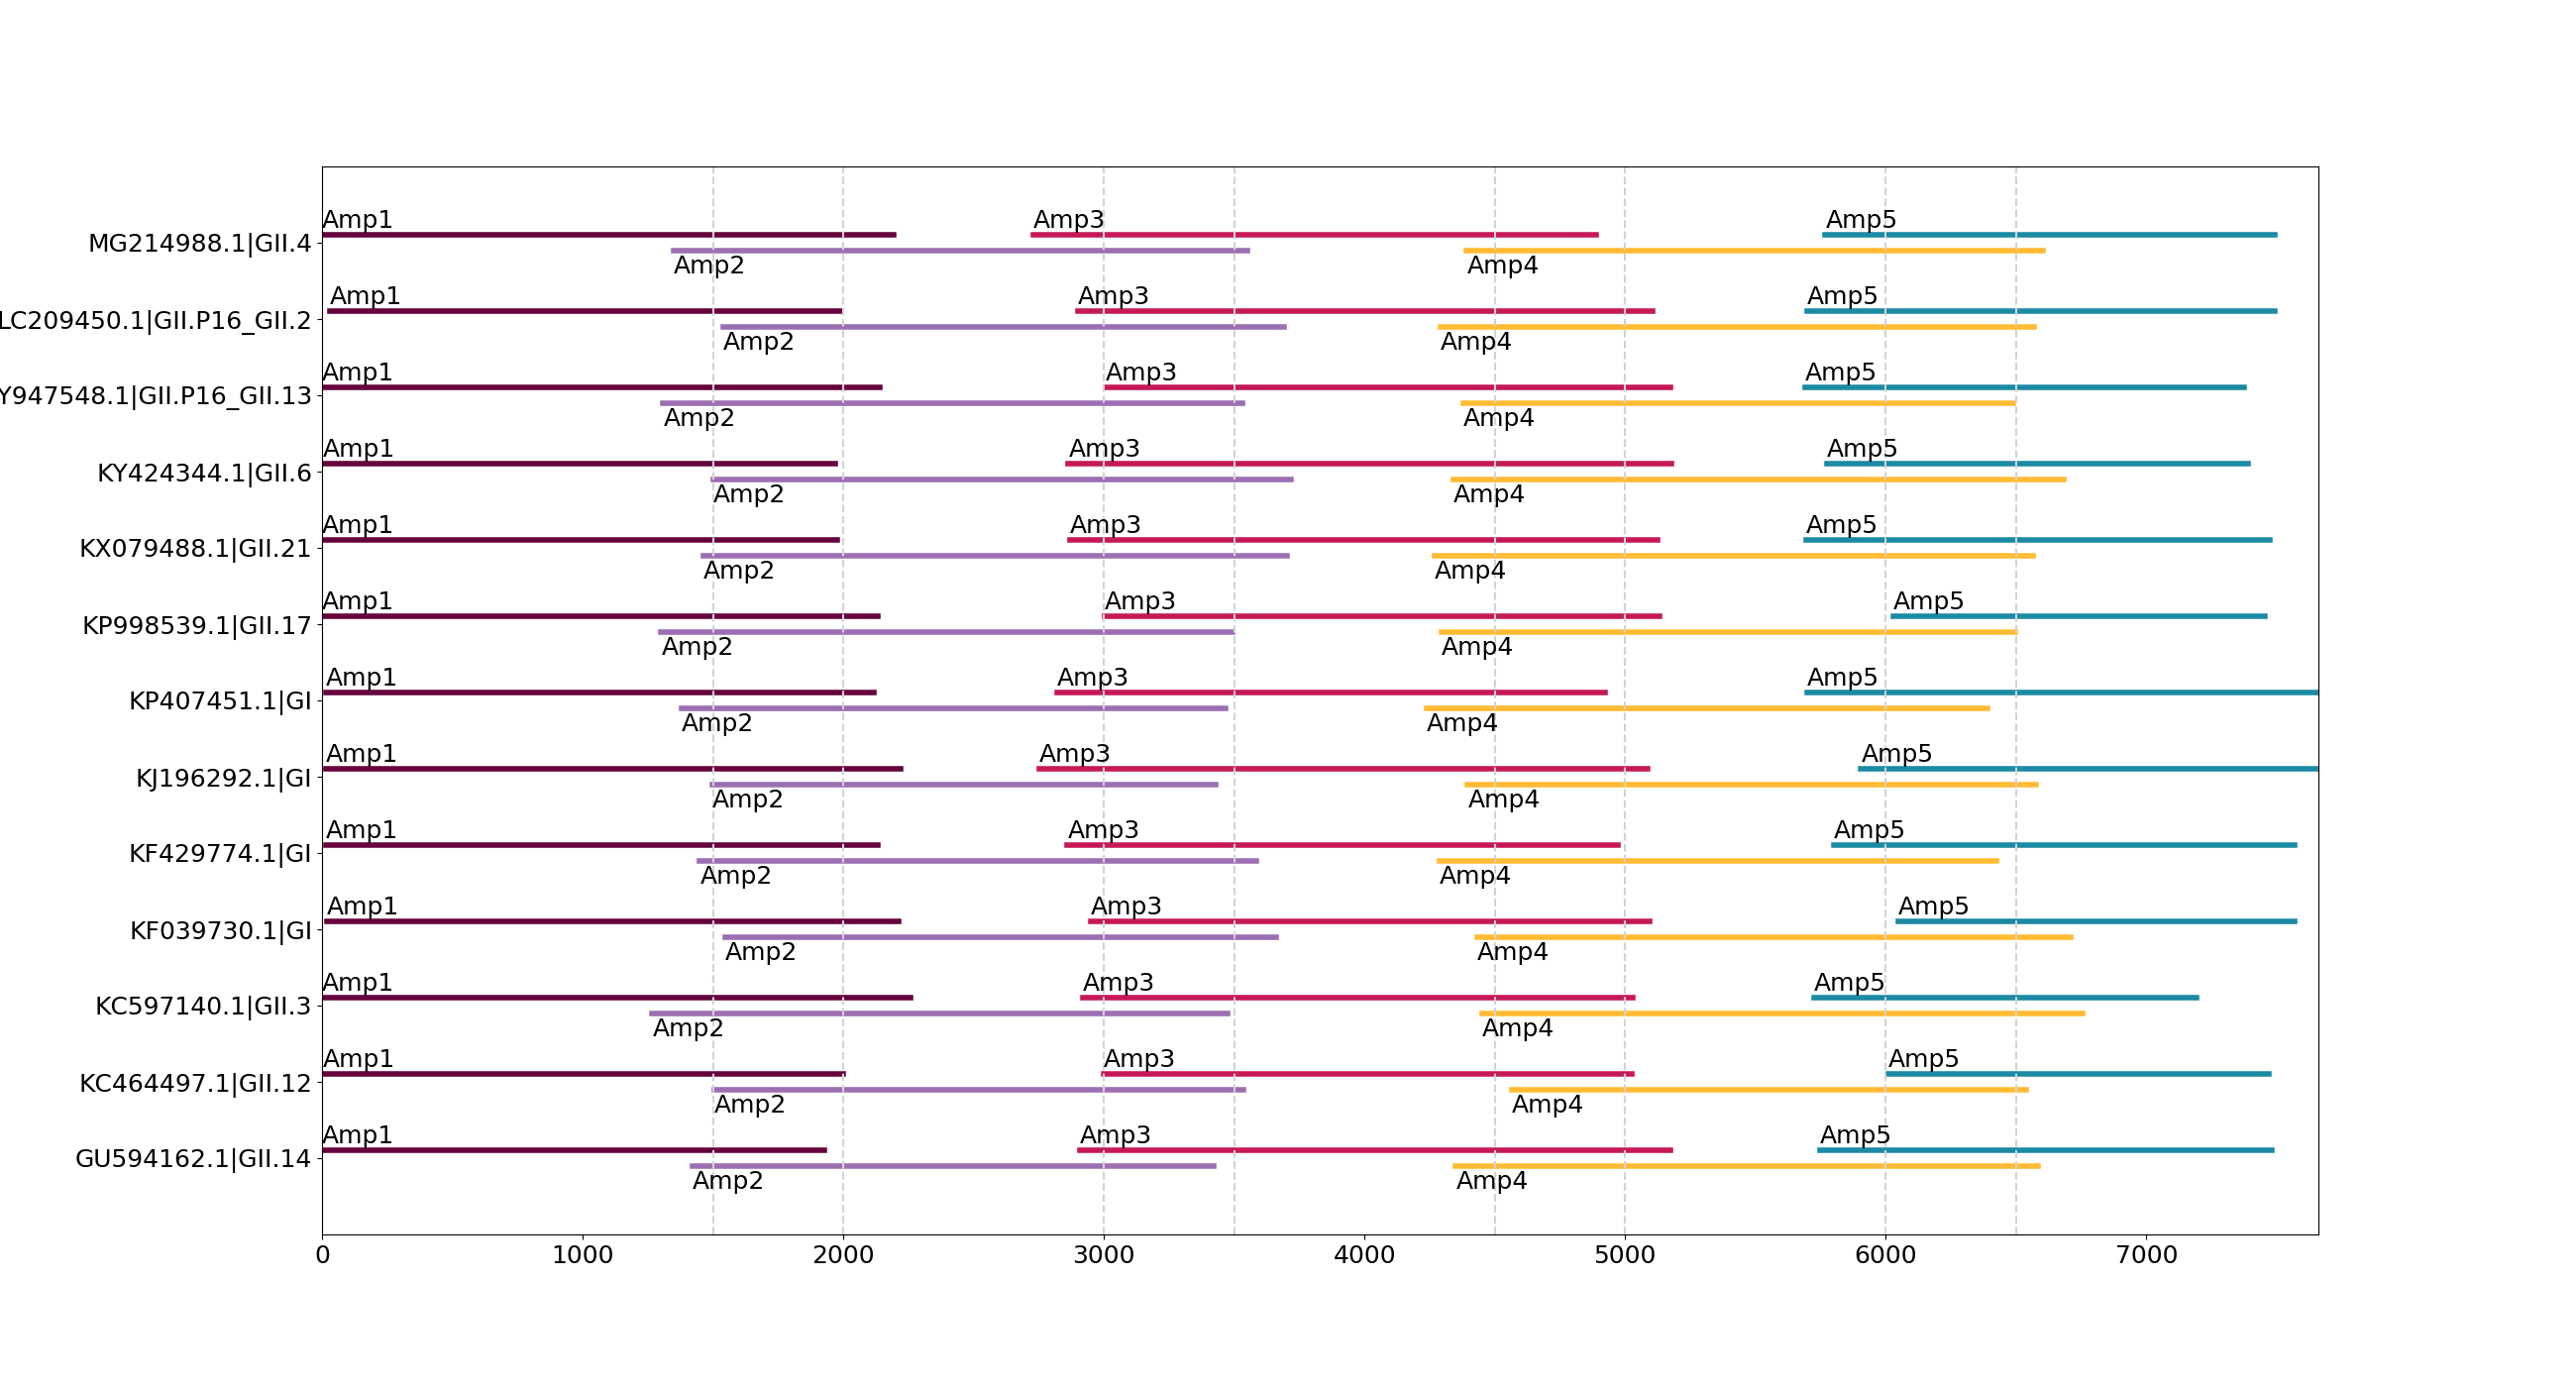 Amp1 Amp3 Amp5
MG214988.1|GII.4
Amp2 Amp4
Amp1 Amp3 Amp5
LC209450.1|GII.P16_GII.2
Amp2 Amp4
Amp1 Amp3 Amp5
Y947548.1|GII.P16_GII.13
Amp2 Amp4
Amp1 Amp3 Amp5
KY424344.1|GII.6
Amp2 Amp4
Amp1 Amp3 Amp5
KX079488.1|GII.21
Amp2 Amp4
Amp1 Amp3 Amp5
KP998539.1|GII.17
Amp2 Amp4
Amp1 Amp3 Amp5
KP407451.1|GI
Amp2 Amp4
Amp1 Amp3 Amp5
KJ196292.1|GI
Amp2 Amp4
Amp1 Amp3 Amp5
KF429774.1|GI
Amp2 Amp4
Amp1 Amp3 Amp5
KF039730.1|GI
Amp2 Amp4
Amp1 Amp3 Amp5
KC597140.1|GII.3
Amp2 Amp4
Amp1 Amp3 Amp5
KC464497.1|GII.12
Amp2 Amp4
Amp1 Amp3 Amp5
GU594162.1|GII.14
Amp2 Amp4
0 1000 2000 3000 4000 5000 6000 7000